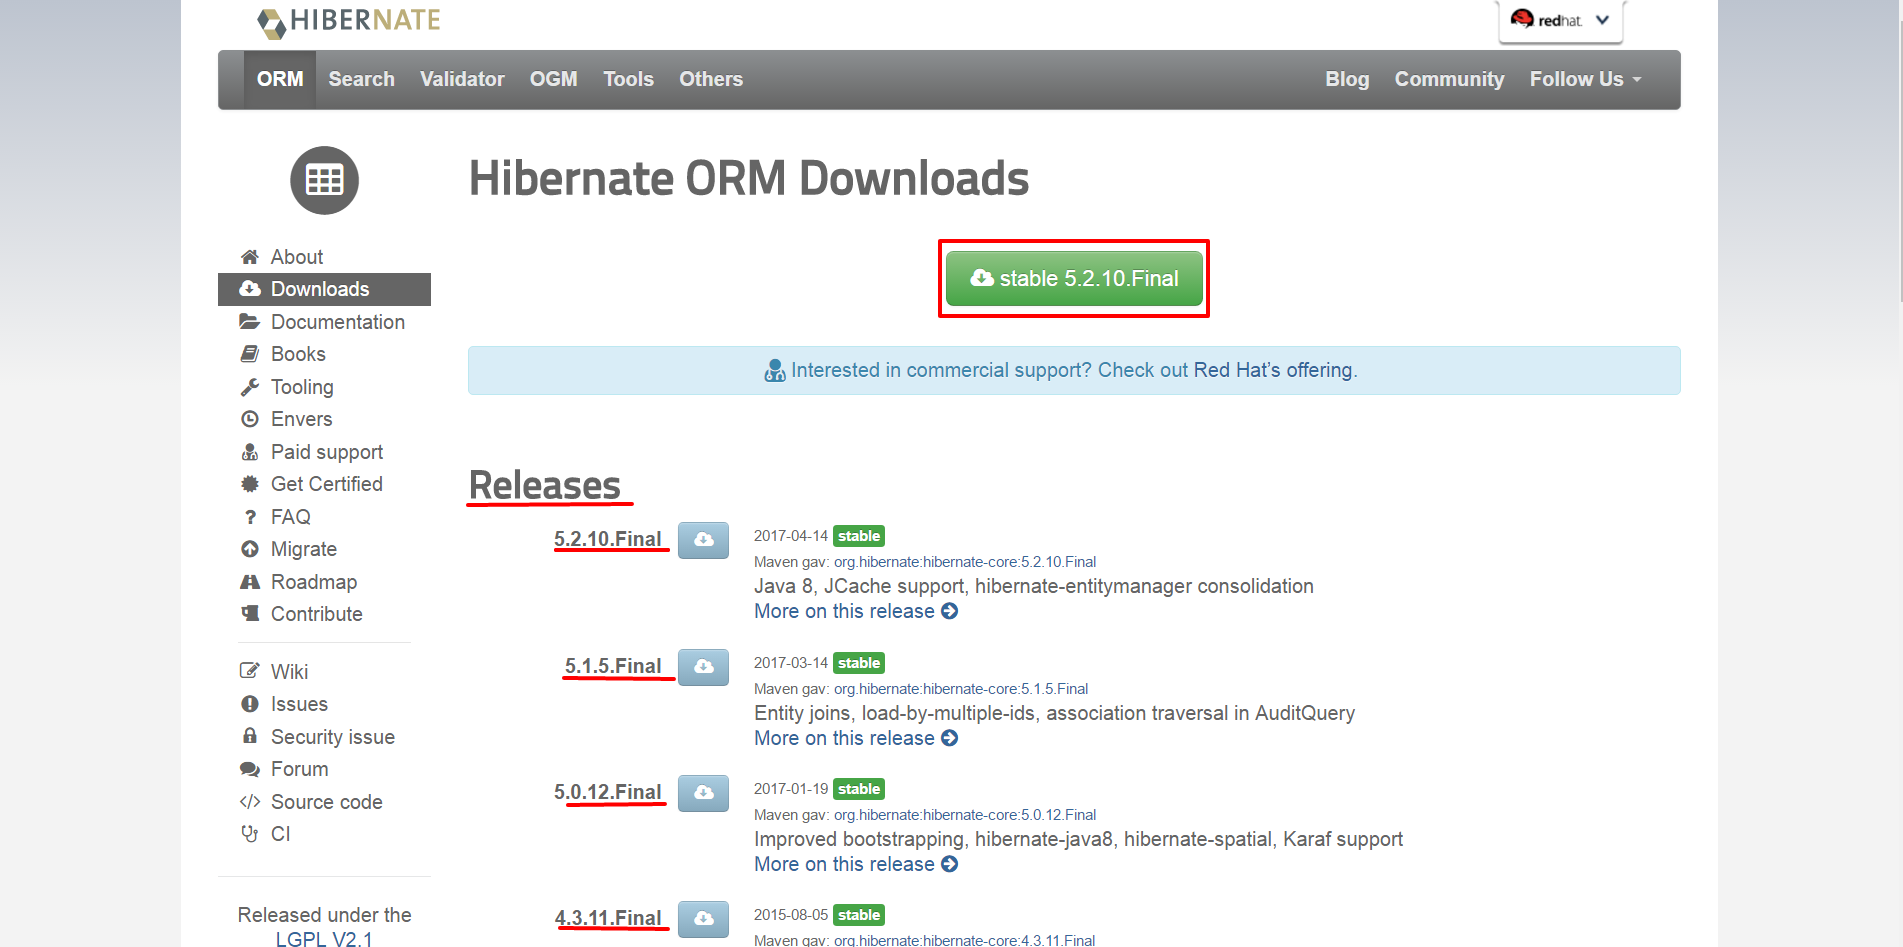 HIBERNATE
redhat.
ORM Search Validator OGM Tools Others Blog Community Follow Us
Hibernate ORM Downloads
stable 5.2.10.Final
Interested in commercial support? Check out Red Hat’s offering.
About
Downloads
Documentation
Books
Tooling
Envers
Paid support
Get Certified
? FAQ
Migrate
Roadmap
Contribute
Wiki
Issues
Security issue
Forum
</> Source code
CI
Released under the
LGPL V2.1
Releases
5.2.10.Final
2017-04-14 stable
Maven gav: org.hibernate:hibernate-core:5.2.10.Final
Java 8, JCache support, hibernate-entitymanager consolidation
More on this release
5.1.5.Final
2017-03-14 stable
Maven gav: org.hibernate:hibernate-core:5.1.5.Final
Entity joins, load-by-multiple-ids, association traversal in AuditQuery
More on this release
5.0.12.Final
2017-01-19 stable
Maven gav: org.hibernate:hibernate-core:5.0.12.Final
Improved bootstrapping, hibernate-java8, hibernate-spatial, Karaf support
More on this release
4.3.11.Final
2015-08-05 stable
Maven gav: org.hibernate:hibernate-core:4.3.11.Final